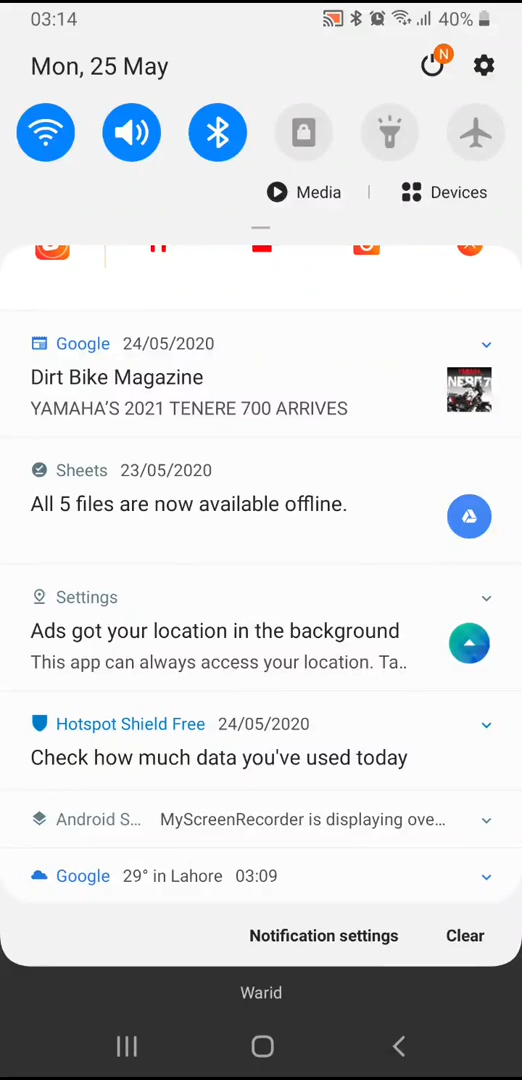 03:14
40%
Mon, 25 May
N
Media
Devices
Google 24/05/2020
Dirt Bike Magazine
YAMAHA'S 2021 TENERE 700 ARRIVES
Sheets 23/05/2020
All 5 files are now available offline.
Settings
Ads got your location in the background
This app can always access your location. Ta..
Hotspot Shield Free 24/05/2020
Check how much data you've used today
Android S... MyScreenRecorder is displaying ove...
Google 29° in Lahore 03:09
Notification settings
Clear
Warid